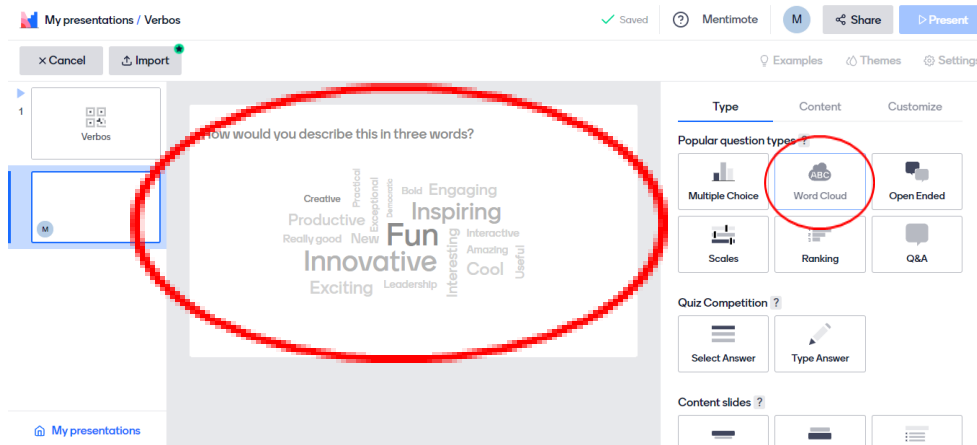 My presentations / Verbos
Saved
?
Mentimote
M
Share
Present
× Cancel
Import
Examples
Themes
Settings
1
Verbos
M
How would you describe this in three words?
Creative
Practical
Exceptional
Democratic
Bold
Engaging
Productive
Inspiring
Really good
New
Fun
Interesting
Interactive
Amazing
Useful
Innovative
Cool
Exciting
Leadership
Type
Content
Customize
Popular question types ?
Multiple Choice
ABC
Word Cloud
Open Ended
Scales
Ranking
Q&A
Quiz Competition ?
Select Answer
Type Answer
Content slides ?
My presentations